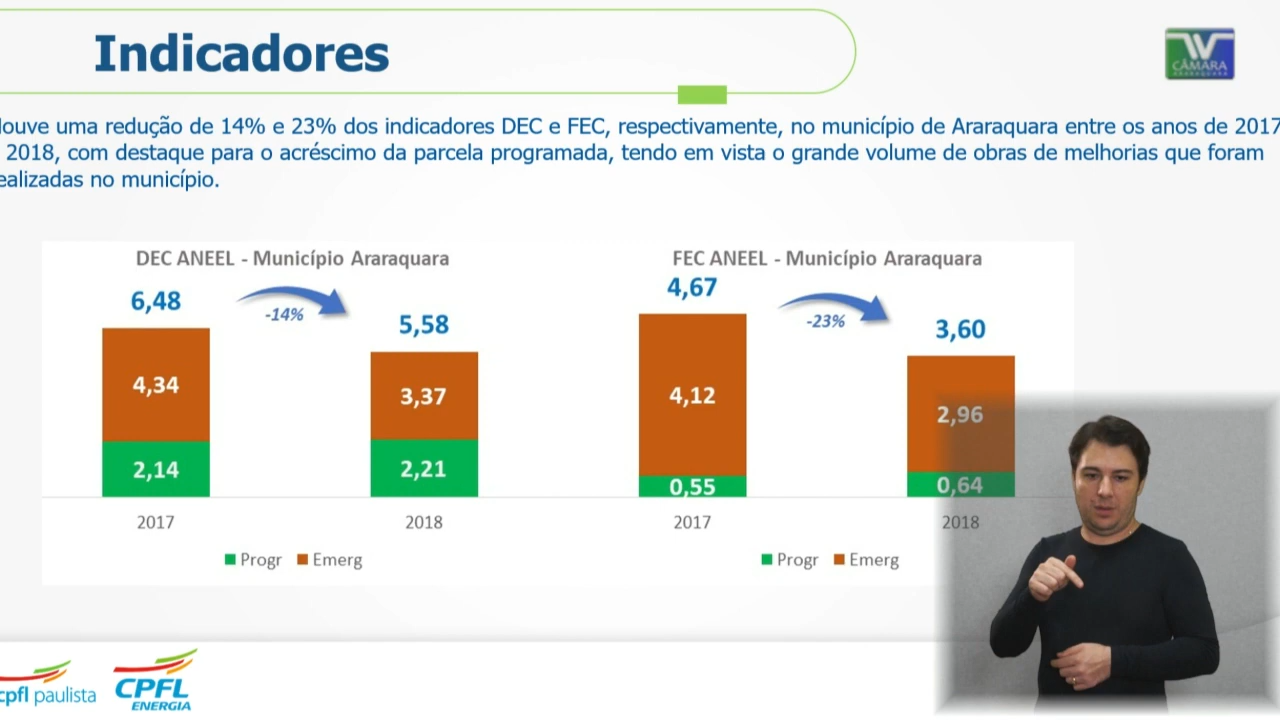 Indicadores
CÂMARA
ARARAQUARA
uve uma redução de 14% e 23% dos indicadores DEC e FEC, respectivamente, no município de Araraquara entre os anos de 2017
2018, com destaque para o acréscimo da parcela programada, tendo em vista o grande volume de obras de melhorias que foram
ealizadas no município.
DEC ANEEL - Município Araraquara
6,48
-14%
5,58
4,34
3,37
2,14
2,21
2017
2018
Progr
Emerg
FEC ANEEL - Município Araraquara
4,67
-23%
3,60
4,12
2,96
0,55
0,64
2017
2018
Progr
Emerg
cpfl paulista
CPFL
ENERGIA